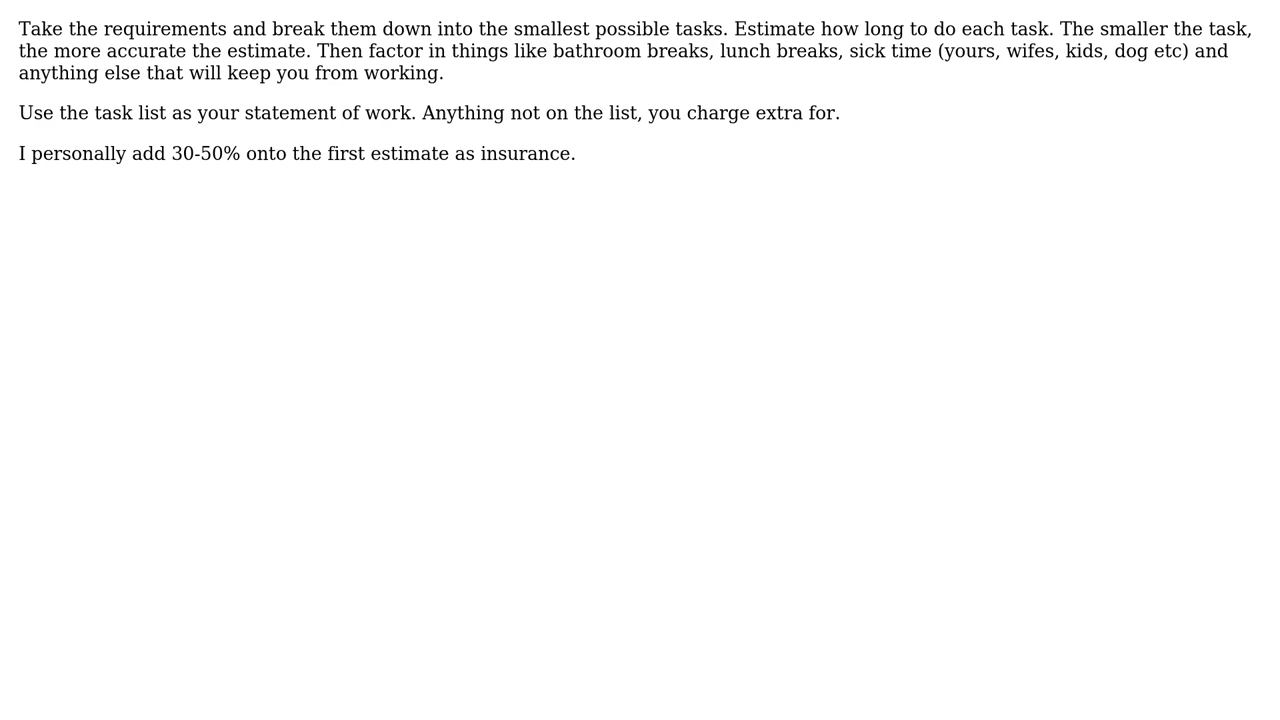 Take the requirements and break them down into the smallest possible tasks. Estimate how long to do each task. The smaller the task,
the more accurate the estimate. Then factor in things like bathroom breaks, lunch breaks, sick time (yours, wifes, kids, dog etc) and
anything else that will keep you from working.
Use the task list as your statement of work. Anything not on the list, you charge extra for.
I personally add 30-50% onto the first estimate as insurance.